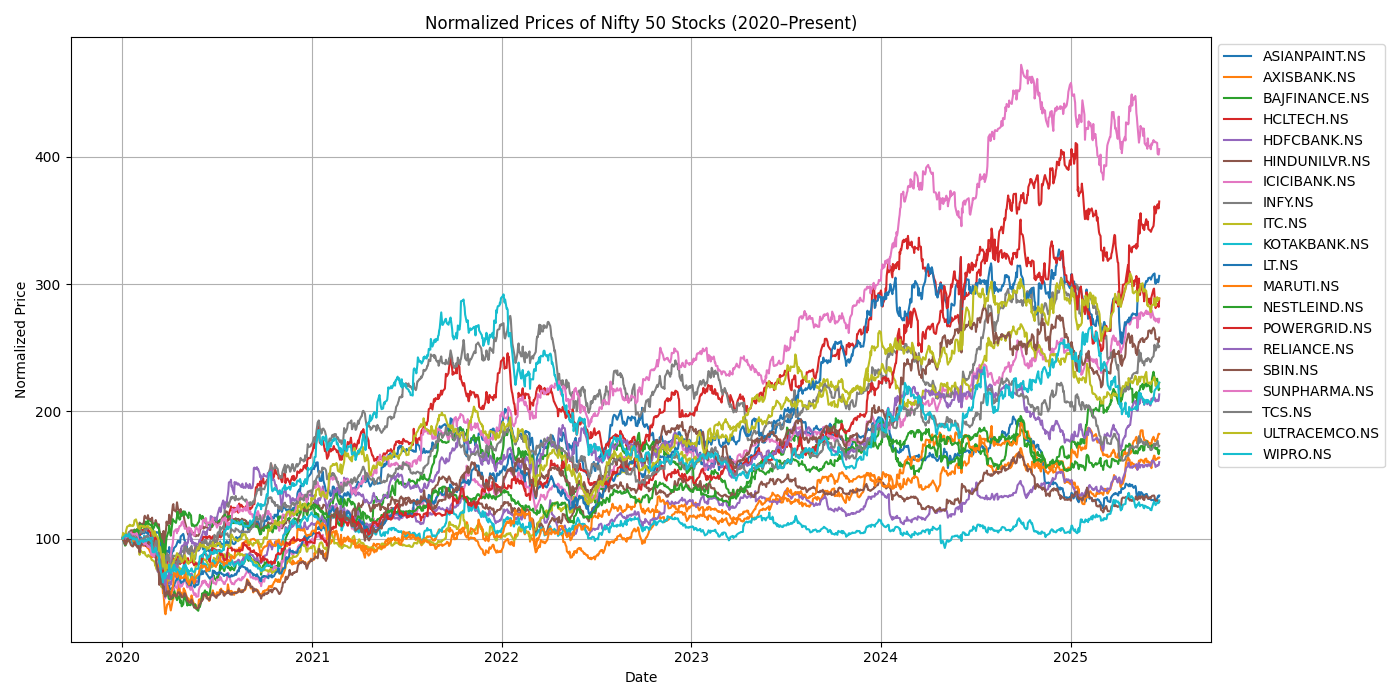 Normalized Prices of Nifty 50 Stocks (2020–Present)
Normalized Price
400
300
200
100
2020
2021
2022
2023
2024
2025
Date
ASIANPAINT.NS
AXISBANK.NS
BAJFINANCE.NS
HCLTECH.NS
HDFCBANK.NS
HINDUNILVR.NS
ICICIBANK.NS
INFY.NS
ITC.NS
KOTAKBANK.NS
LT.NS
MARUTI.NS
NESTLEIND.NS
POWERGRID.NS
RELIANCE.NS
SBIN.NS
SUNPHARMA.NS
TCS.NS
ULTRACEMCO.NS
WIPRO.NS